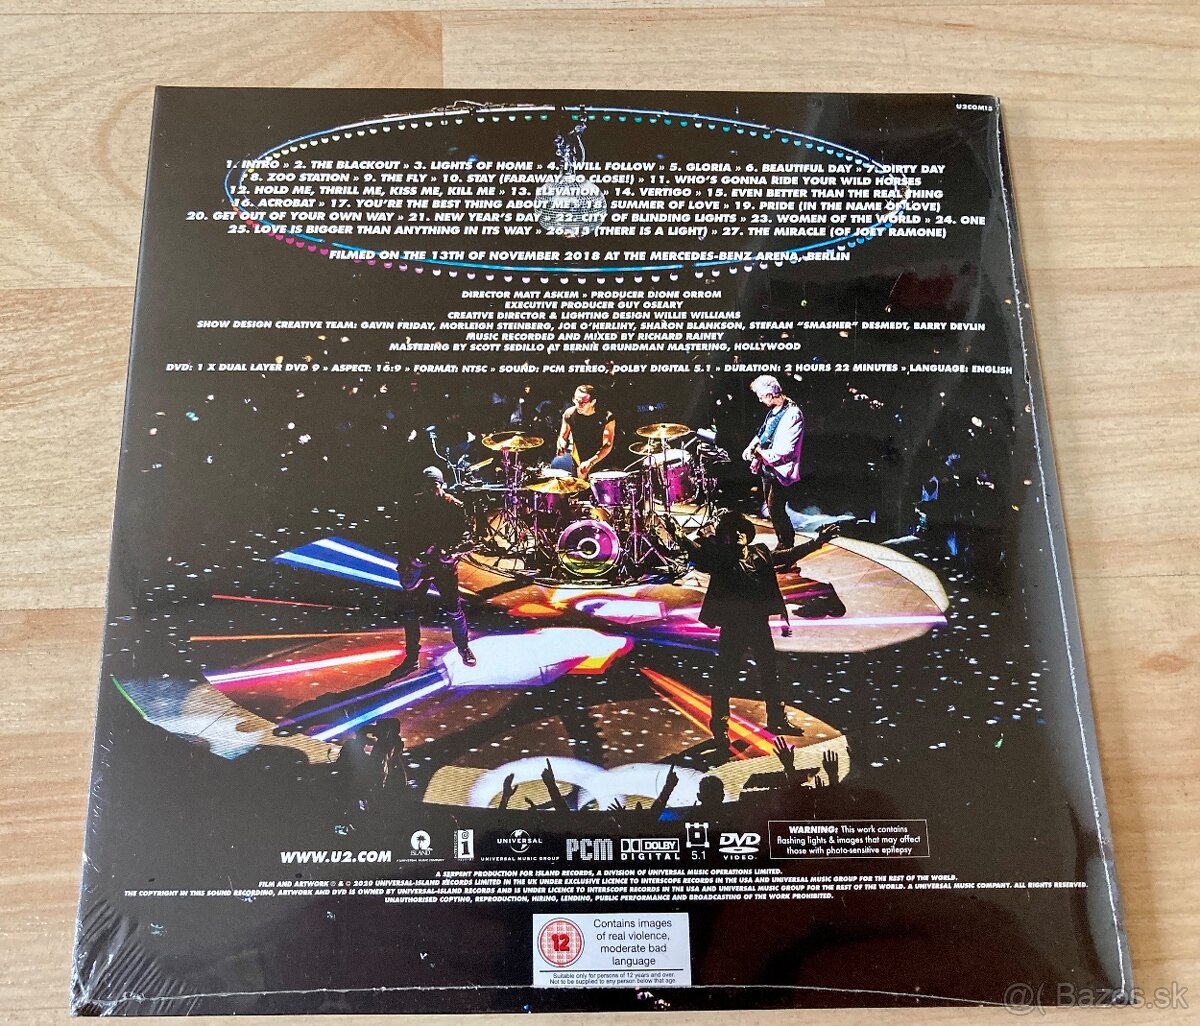 U2COM15
1. INTRO » 2. THE BLACKOUT » 3. LIGHTS OF HOME » 4. I WILL FOLLOW » 5. GLORIA » 6. BEAUTIFUL DAY » 7. DIRTY DAY
8. ZOO STATION » 9. THE FLY » 10. STAY (FARAWAY, SO CLOSE!) » 11. WHO'S GONNA RIDE YOUR WILD HORSES
12. HOLD ME, THRILL ME, KISS ME, KILL ME » 13. ELEVATION » 14. VERTIGO » 15. EVEN BETTER THAN THE REAL THING
16. ACROBAT » 17. YOU'RE THE BEST THING ABOUT ME » 18. SUMMER OF LOVE » 19. PRIDE (IN THE NAME OF LOVE)
20. GET OUT OF YOUR OWN WAY » 21. NEW YEAR'S DAY » 22. CITY OF BLINDING LIGHTS » 23. WOMEN OF THE WORLD » 24. ONE
25. LOVE IS BIGGER THAN ANYTHING IN ITS WAY » 26. 13 (THERE IS A LIGHT) » 27. THE MIRACLE (OF JOEY RAMONE)
FILMED ON THE 13TH OF NOVEMBER 2018 AT THE MERCEDES-BENZ ARENA, BERLIN
DIRECTOR MATT ASKEM » PRODUCER DIONE ORROM
EXECUTIVE PRODUCER GUY OSEARY
CREATIVE DIRECTOR & LIGHTING DESIGN WILLIE WILLIAMS
SHOW DESIGN CREATIVE TEAM: GAVIN FRIDAY, MORLEIGH STEINBERG, JOE O'HERLIHY, SHARON BLANKSON, STEFAAN "SMASHER" DESMEDT, BARRY DEVLIN
MUSIC RECORDED AND MIXED BY RICHARD RAINEY
MASTERING BY SCOTT SEDILLO AT BERNIE GRUNDMAN MASTERING, HOLLYWOOD
DVD: 1 X DUAL LAYER DVD 9 » ASPECT: 16:9 » FORMAT: NTSC » SOUND: PCM STEREO, DOLBY DIGITAL 5.1 » DURATION: 2 HOURS 22 MINUTES » LANGUAGE: ENGLISH
WWW.U2.COM
ISLAND
UNIVERSAL
UNIVERSAL MUSIC GROUP
PCM
DOLBY
DIGITAL
5.1
DVD
VIDEO
WARNING: This work contains
flashing lights & images that may affect
those with photo-sensitive epilepsy
A SERPENT PRODUCTION FOR ISLAND RECORDS, A DIVISION OF UNIVERSAL MUSIC OPERATIONS LIMITED.
FILM AND ARTWORK ℗ & © 2020 UNIVERSAL-ISLAND RECORDS LIMITED IN THE UK UNDER EXCLUSIVE LICENCE TO INTERSCOPE RECORDS IN THE USA AND UNIVERSAL MUSIC GROUP FOR THE REST OF THE WORLD.
THE COPYRIGHT IN THIS SOUND RECORDING, ARTWORK AND DVD IS OWNED BY UNIVERSAL-ISLAND RECORDS AND IS UNDER LICENCE TO INTERSCOPE RECORDS IN THE USA AND UNIVERSAL MUSIC GROUP FOR THE REST OF THE WORLD. A UNIVERSAL MUSIC COMPANY. ALL RIGHTS RESERVED.
UNAUTHORISED COPYING, REPRODUCTION, HIRING, LENDING, PUBLIC PERFORMANCE AND BROADCASTING OF THE WORK PROHIBITED.
12
Contains images
of real violence,
moderate bad
language
Suitable only for persons of 12 years and over.
Not to be supplied to any person below that age.
@( Bazos.sk